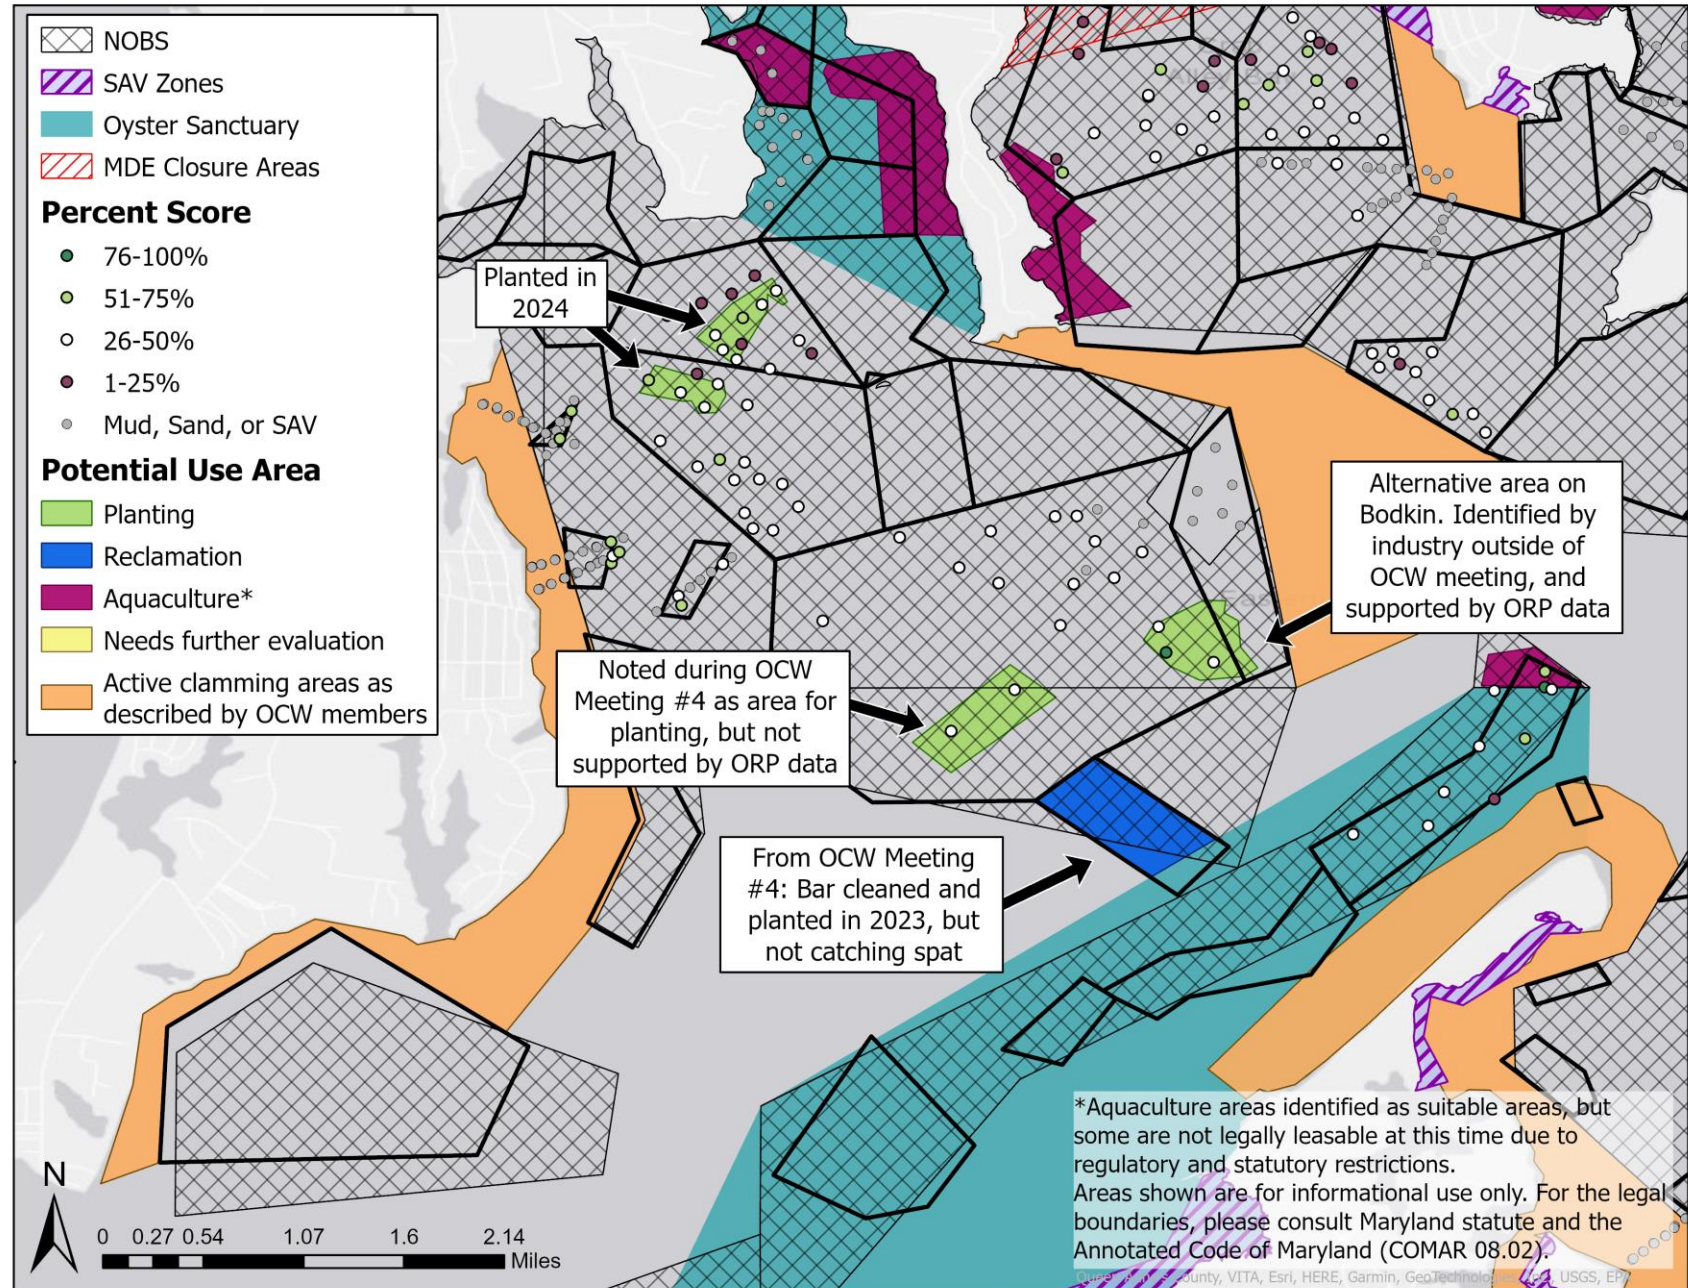 NOBS
SAV Zones
Oyster Sanctuary
MDE Closure Areas
Percent Score
76-100%
51-75%
26-50%
1-25%
Mud, Sand, or SAV
Potential Use Area
Planting
Reclamation
Aquaculture*
Needs further evaluation
Active clamming areas as
described by OCW members
Planted in
2024
Alternative area on
Bodkin. Identified by
industry outside of
OCW meeting, and
supported by ORP data
Noted during OCW
Meeting #4 as area for
planting, but not
supported by ORP data
From OCW Meeting
#4: Bar cleaned and
planted in 2023, but
not catching spat
N
0 0.27 0.54 1.07 1.6 2.14
Miles
*Aquaculture areas identified as suitable areas, but
some are not legally leasable at this time due to
regulatory and statutory restrictions.
Areas shown are for informational use only. For the legal
boundaries, please consult Maryland statute and the
Annotated Code of Maryland (COMAR 08.02).
County, VITA, Esri, HERE, Garmin, USGS,